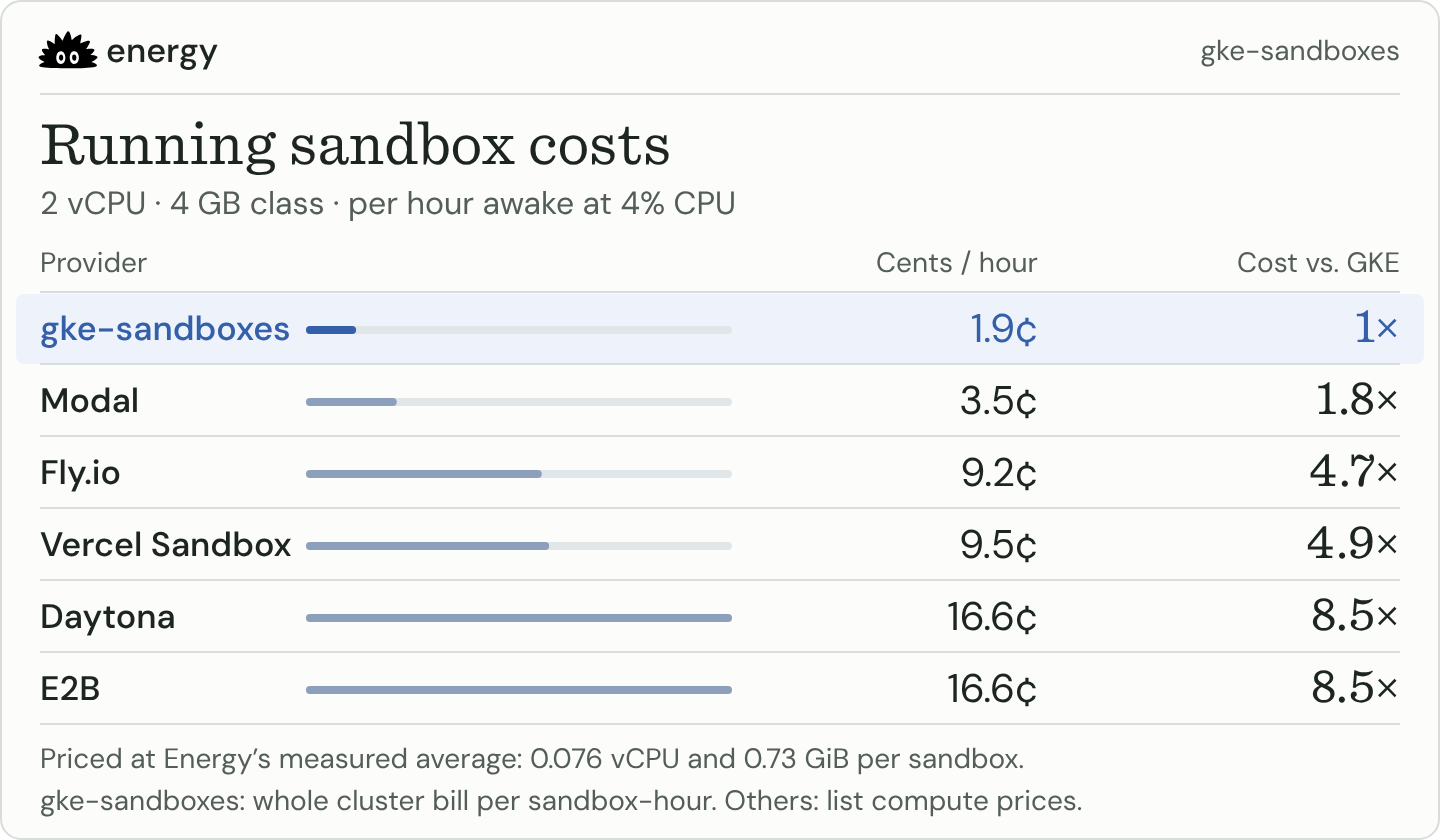 energy
gke-sandboxes
Running sandbox costs
2 vCPU · 4 GB class · per hour awake at 4% CPU
Provider Cents / hour Cost vs. GKE
gke-sandboxes 1.9¢ 1×
Modal 3.5¢ 1.8×
Fly.io 9.2¢ 4.7×
Vercel Sandbox 9.5¢ 4.9×
Daytona 16.6¢ 8.5×
E2B 16.6¢ 8.5×
Priced at Energy’s measured average: 0.076 vCPU and 0.73 GiB per sandbox.
gke-sandboxes: whole cluster bill per sandbox-hour. Others: list compute prices.